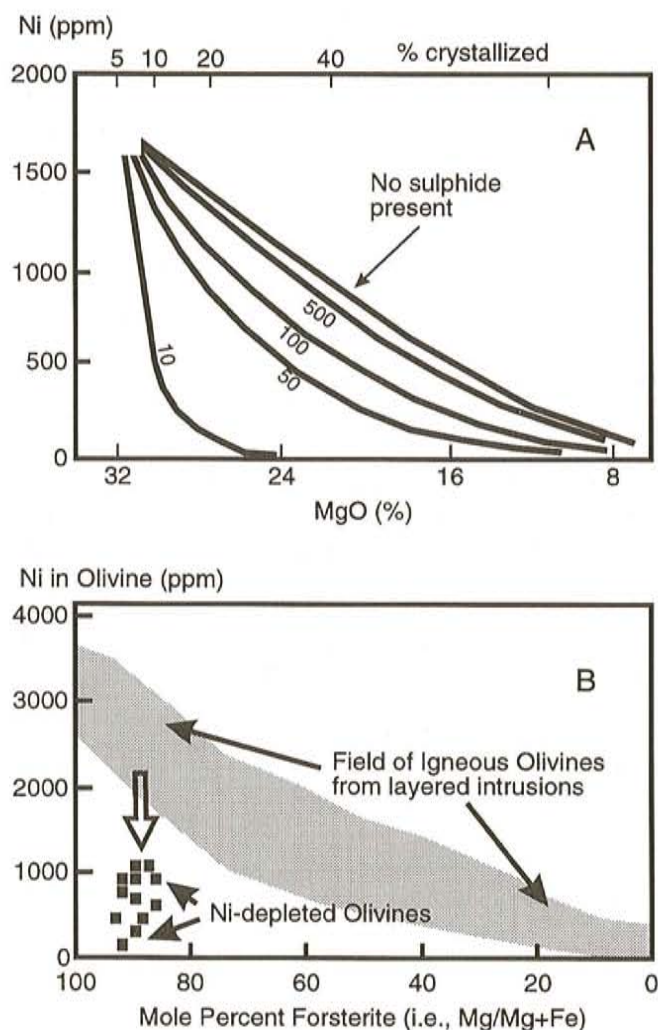 Ni (ppm)
5 10 20 40 % crystallized
2000
A
1500
No sulphide
present
1000
500
500
100
10
50
0
32 24 16 8
MgO (%)
Ni in Olivine (ppm)
4000
B
3000
Field of Igneous Olivines
from layered intrusions
2000
1000
Ni-depleted Olivines
0
100 80 60 40 20 0
Mole Percent Forsterite (i.e., Mg/Mg+Fe)